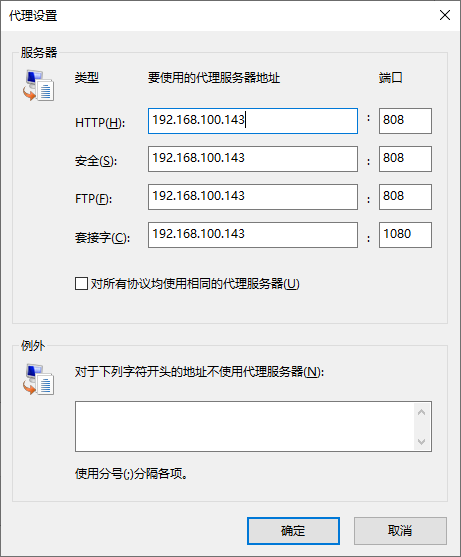 代理设置
服务器
类型 要使用的代理服务器地址 端口
HTTP(H): 192.168.100.143 : 808
安全(S): 192.168.100.143 : 808
FTP(F): 192.168.100.143 : 808
套接字(C): 192.168.100.143 : 1080
对所有协议均使用相同的代理服务器(U)
例外
对于下列字符开头的地址不使用代理服务器(N):
使用分号(;)分隔各项。
确定 取消